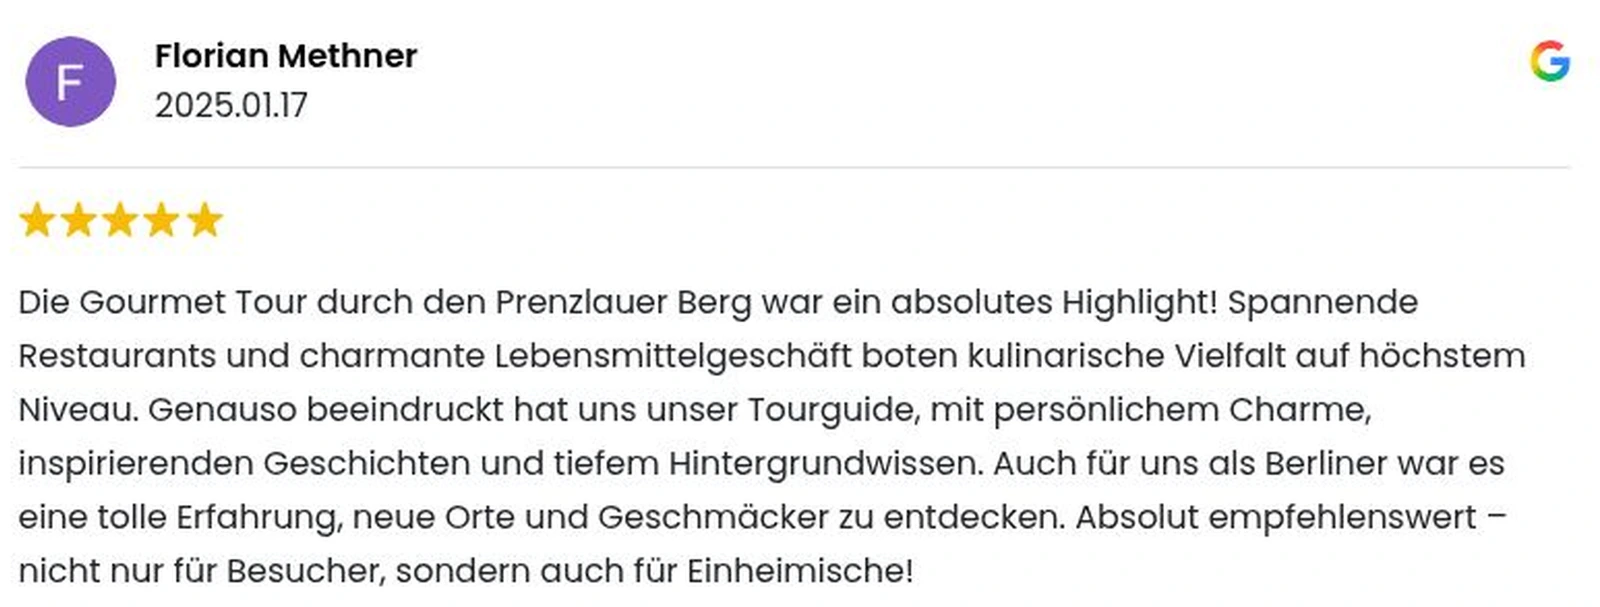 F
Florian Methner
2025.01.17
G
Die Gourmet Tour durch den Prenzlauer Berg war ein absolutes Highlight! Spannende
Restaurants und charmante Lebensmittelgeschäft boten kulinarische Vielfalt auf höchstem
Niveau. Genauso beeindruckt hat uns unser Tourguide, mit persönlichem Charme,
inspirierenden Geschichten und tiefem Hintergrundwissen. Auch für uns als Berliner war es
eine tolle Erfahrung, neue Orte und Geschmäcker zu entdecken. Absolut empfehlenswert –
nicht nur für Besucher, sondern auch für Einheimische!